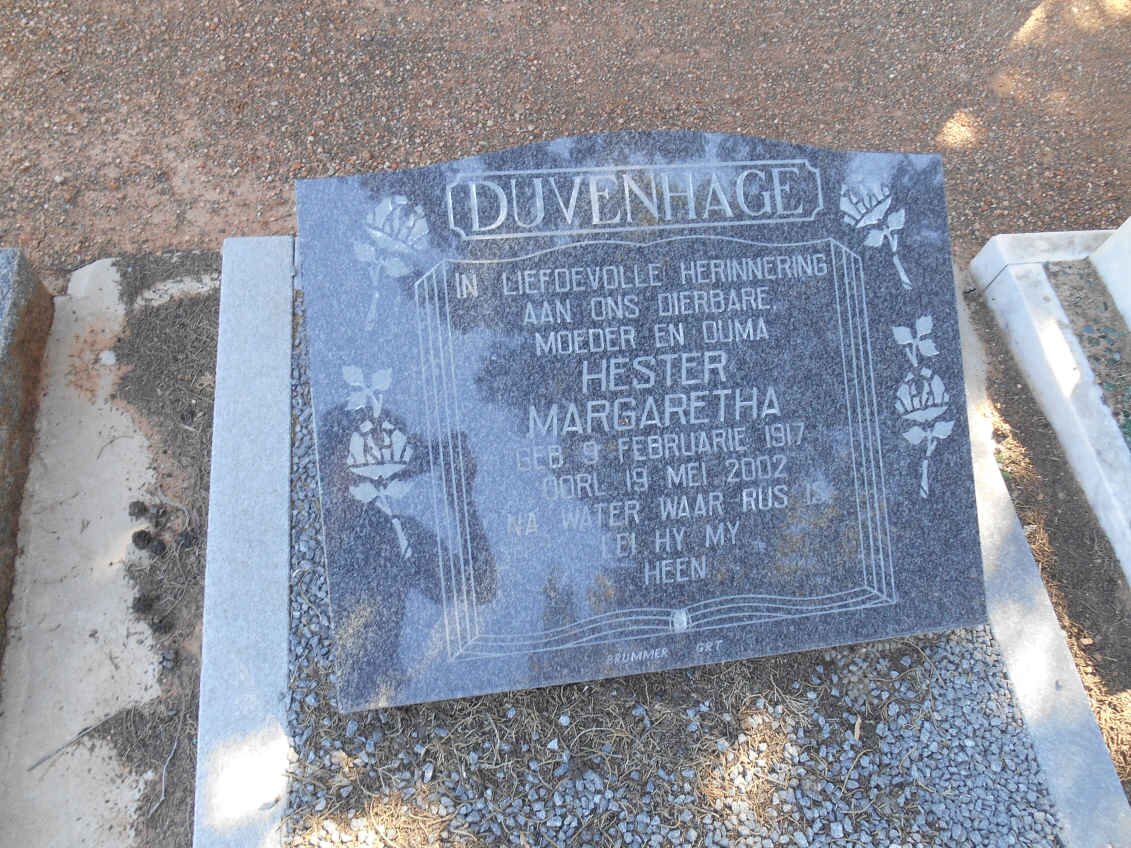 DUVENHAGE
IN LIEFDEVOLLE HERINNERING
AAN ONS DIERBARE
MOEDER EN OUMA
HESTER
MARGARETHA
GEB 9 FEBRUARIE 1917
OORL 19 MEI 2002
NA WATER WAAR RUS IS
LEI HY MY
HEEN
BRUMMER GRT